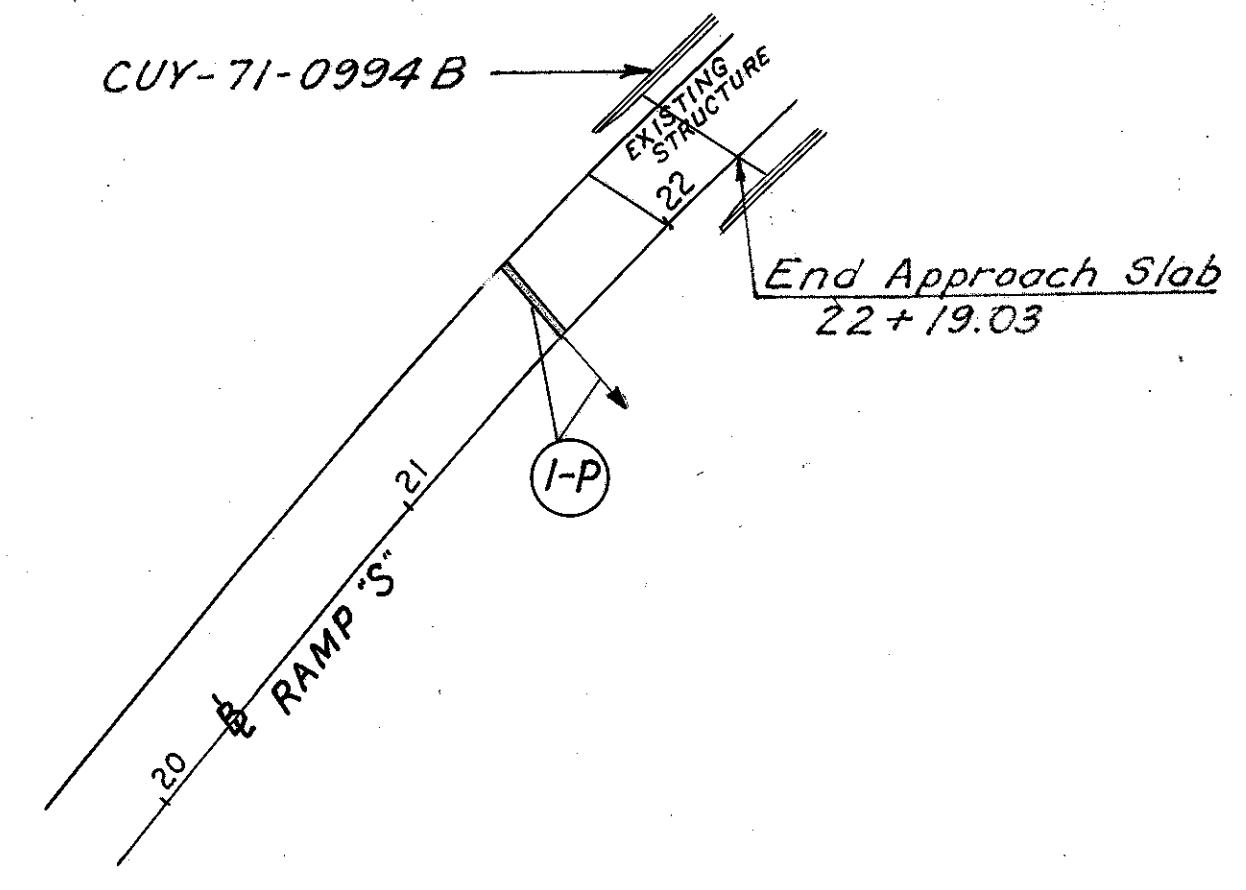 CUY-71-0994 B
EXISTING
STRUCTURE
22
End Approach Slab
22 + 19.03
1-P
21
RAMP "S"
20